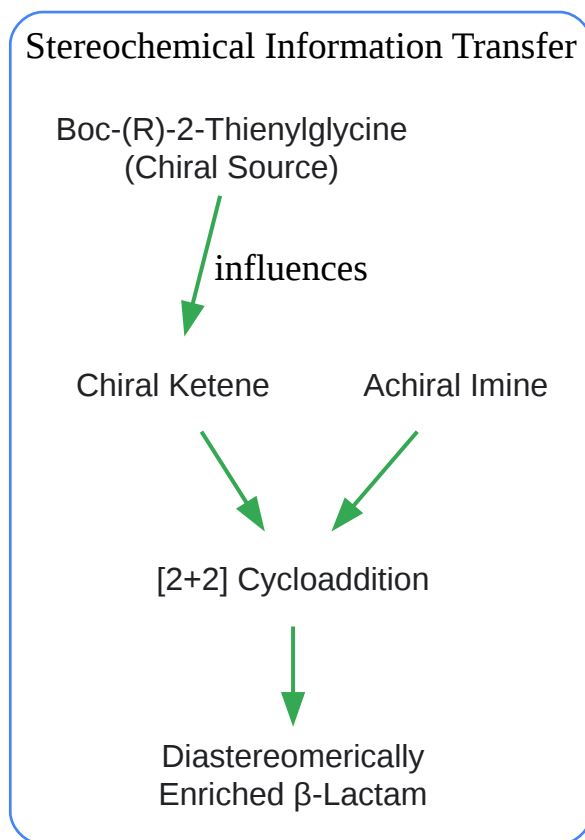 Stereochemical Information Transfer
Boc-(R)-2-Thienylglycine
(Chiral Source)
influences
Chiral Ketene
Achiral Imine
[2+2] Cycloaddition
Diastereomerically
Enriched β-Lactam